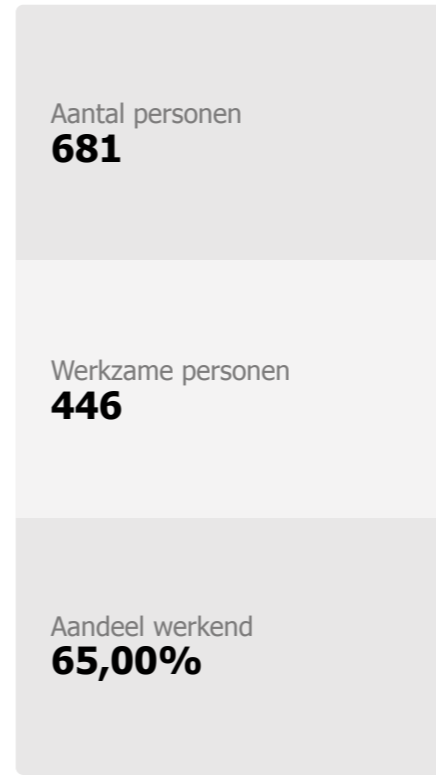 Aantal personen
681
Werkzame personen
446
Aandeel werkend
65,00%